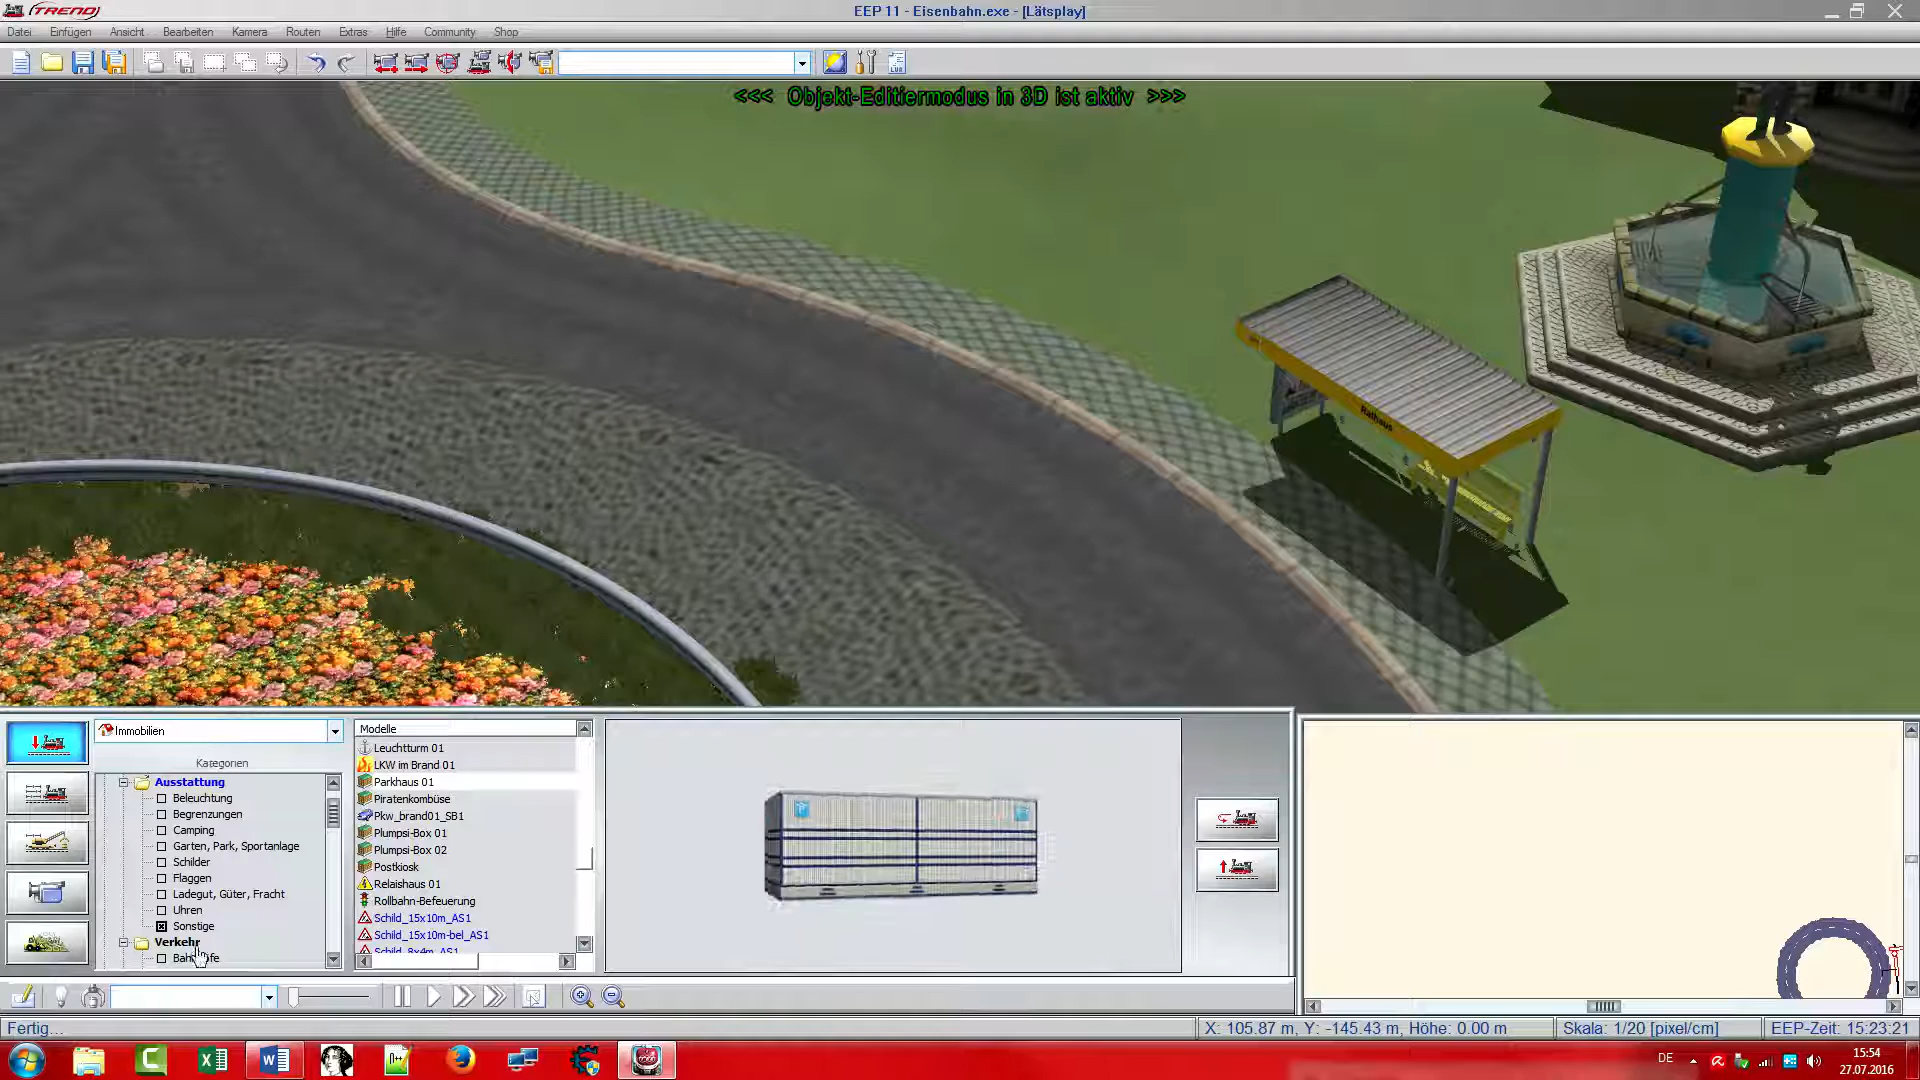 TREND
EEP 11 - Eisenbahn.exe - [Lätsplay]
Datei Einfügen Ansicht Bearbeiten Kamera Routen Extras Hilfe Community Shop
<<< Objekt-Editiermodus in 3D ist aktiv >>>
Rathaus
Immobilien
Kategorien
Ausstattung
Beleuchtung
Begrenzungen
Camping
Garten, Park, Sportanlage
Schilder
Flaggen
Ladegut, Güter, Fracht
Uhren
Sonstige
Verkehr
Modelle
Leuchtturm 01
LKW im Brand 01
Parkhaus 01
Piratenkombüse
Pkw_brand01_SB1
Plumpsi-Box 01
Plumpsi-Box 02
Postkiosk
Relaishaus 01
Rollbahn-Befeuerung
Schild_15x10m_AS1
Schild_15x10m-bel_AS1
Schild_8x4m_AS1
Fertig...
X: 105.87 m, Y: -145.43 m, Höhe: 0.00 m
Skala: 1/20 [pixel/cm]
EEP-Zeit: 15:23:21
DE
15:54
27.07.2016